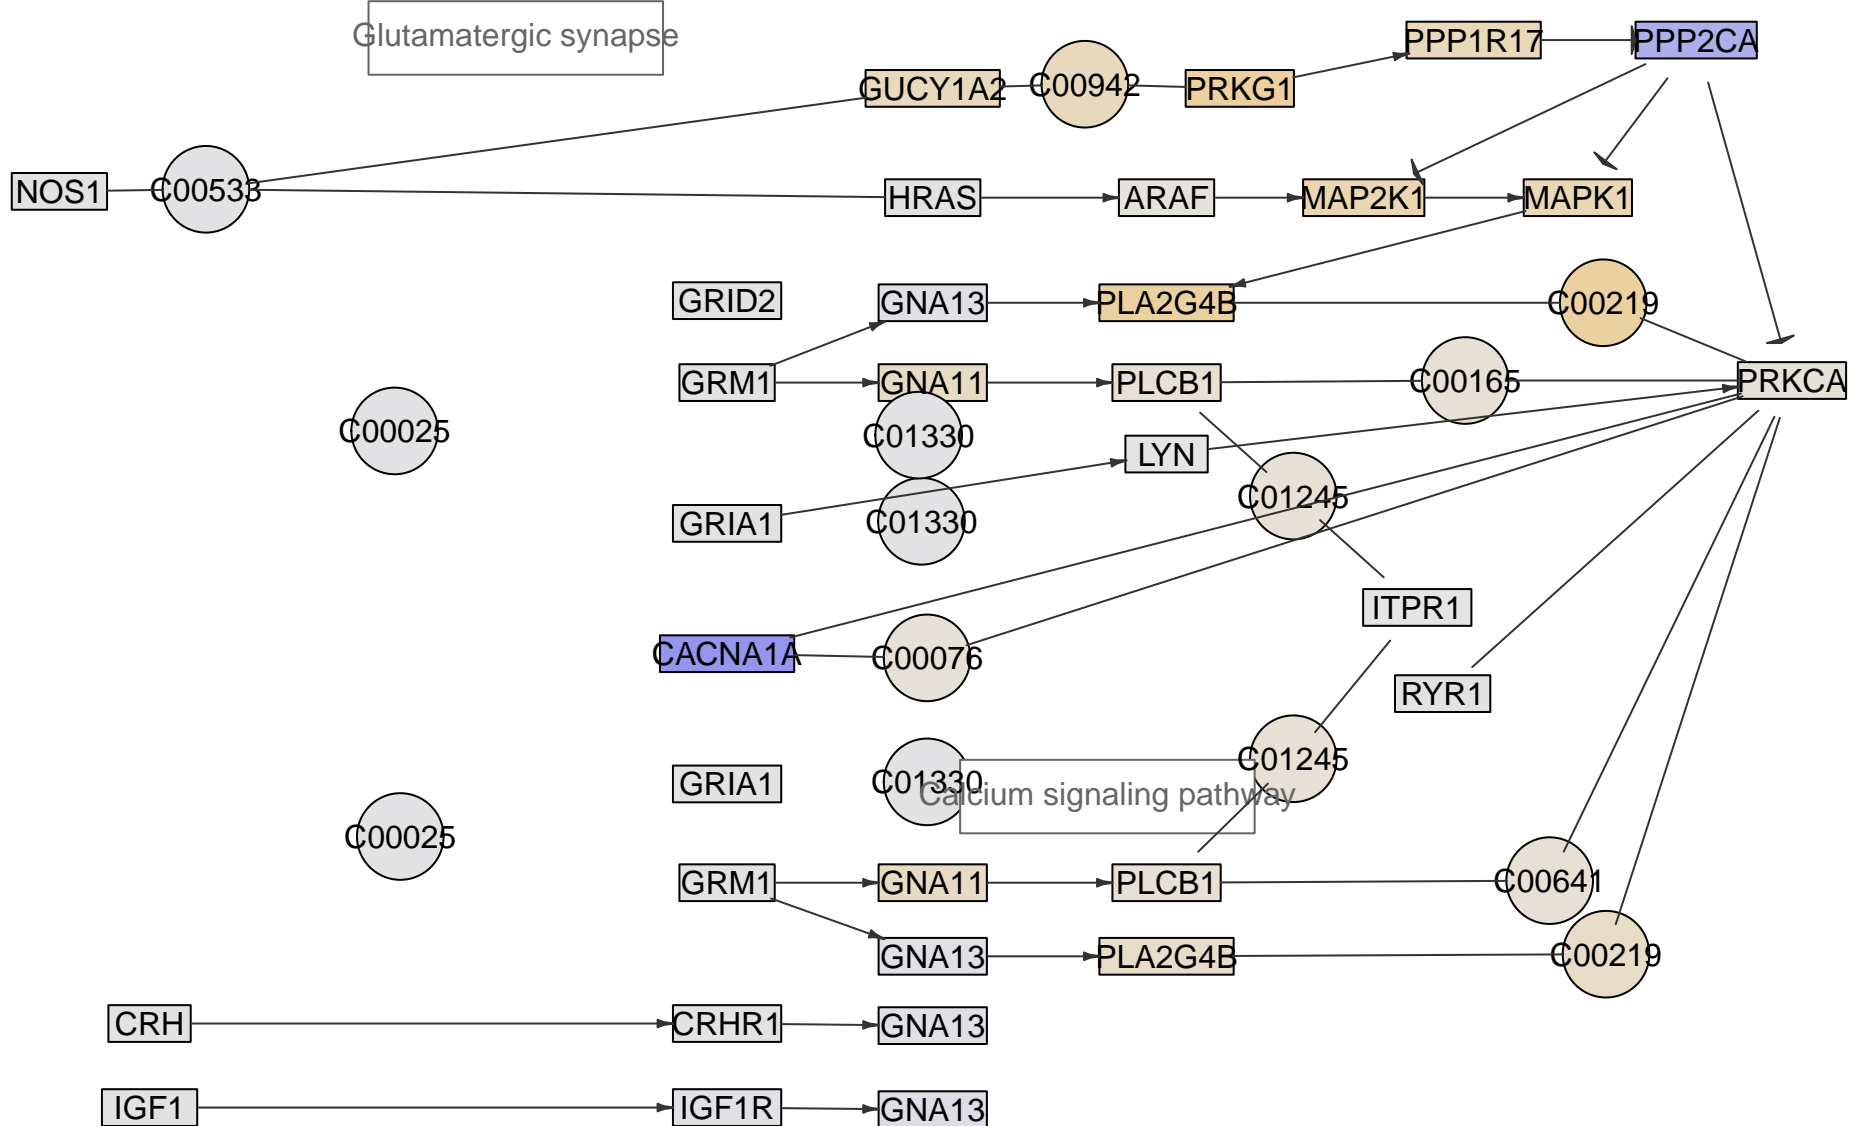 Glutamatergic synapse
PPP1R17
PPP2CA
GUCY1A2
C00942
PRKG1
NOS1
C00533
HRAS
ARAF
MAP2K1
MAPK1
GRID2
GNA13
PLA2G4B
C00219
GRM1
GNA11
PLCB1
C00165
PRKCA
C00025
C01330
LYN
C01245
GRIA1
C01330
ITPR1
CACNA1A
C00076
RYR1
C01245
GRIA1
C01330
Calcium signaling pathway
C00025
GRM1
GNA11
PLCB1
C00641
GNA13
PLA2G4B
C00219
CRH
CRHR1
GNA13
IGF1
IGF1R
GNA13